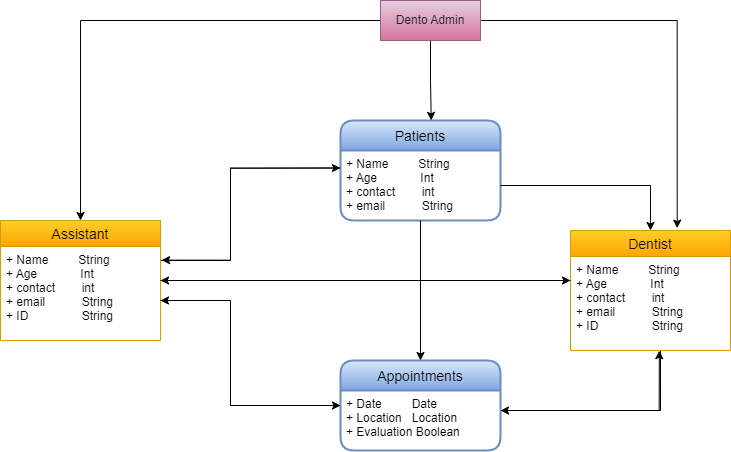 Dento Admin
Patients
+ Name String
+ Age Int
+ contact int
+ email String
Assistant
+ Name String
+ Age Int
+ contact int
+ email String
+ ID String
Dentist
+ Name String
+ Age Int
+ contact int
+ email String
+ ID String
Appointments
+ Date Date
+ Location Location
+ Evaluation Boolean